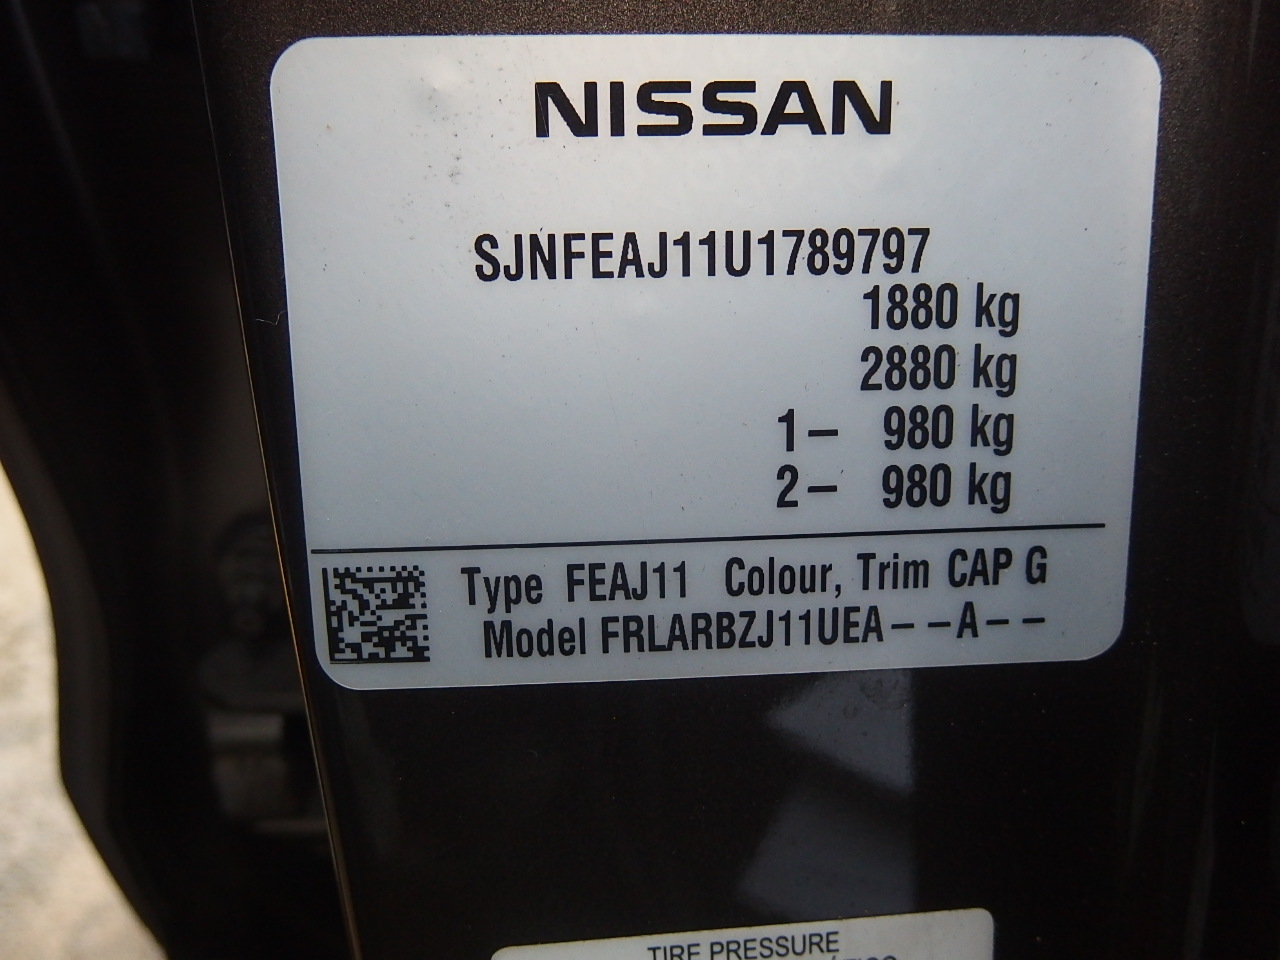 NISSAN
SJNFEAJ11U1789797
1880 kg
2880 kg
1– 980 kg
2– 980 kg
Type FEAJ11 Colour, Trim CAP G
Model FRLARBZJ11UEA––A––
TIRE PRESSURE